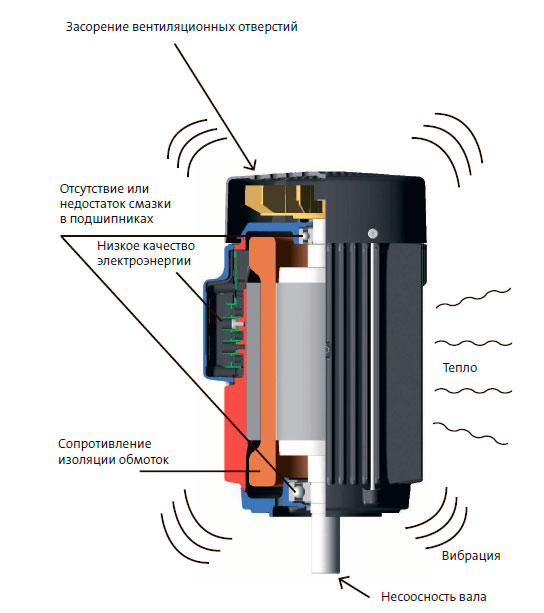 Засорение вентиляционных отверстий
Отсутствие или
недостаток смазки
в подшипниках
Низкое качество
электроэнергии
Тепло
Сопротивление
изоляции обмоток
Вибрация
Несоосность вала